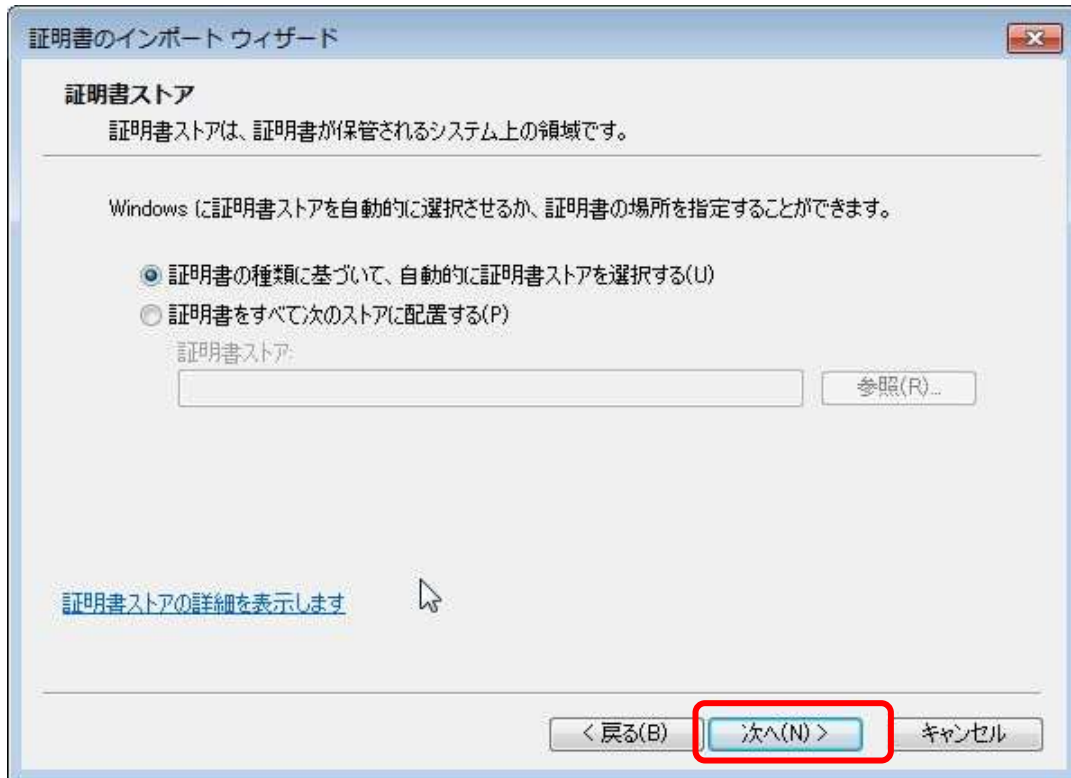 証明書のインポート ウィザード
証明書ストア
証明書ストアは、証明書が保管されるシステム上の領域です。
Windows に証明書ストアを自動的に選択させるか、証明書の場所を指定することができます。
証明書の種類に基づいて、自動的に証明書ストアを選択する(U)
証明書をすべて次のストアに配置する(P)
証明書ストア:
参照(R)...
証明書ストアの詳細を表示します
< 戻る(B)
次へ(N) >
キャンセル